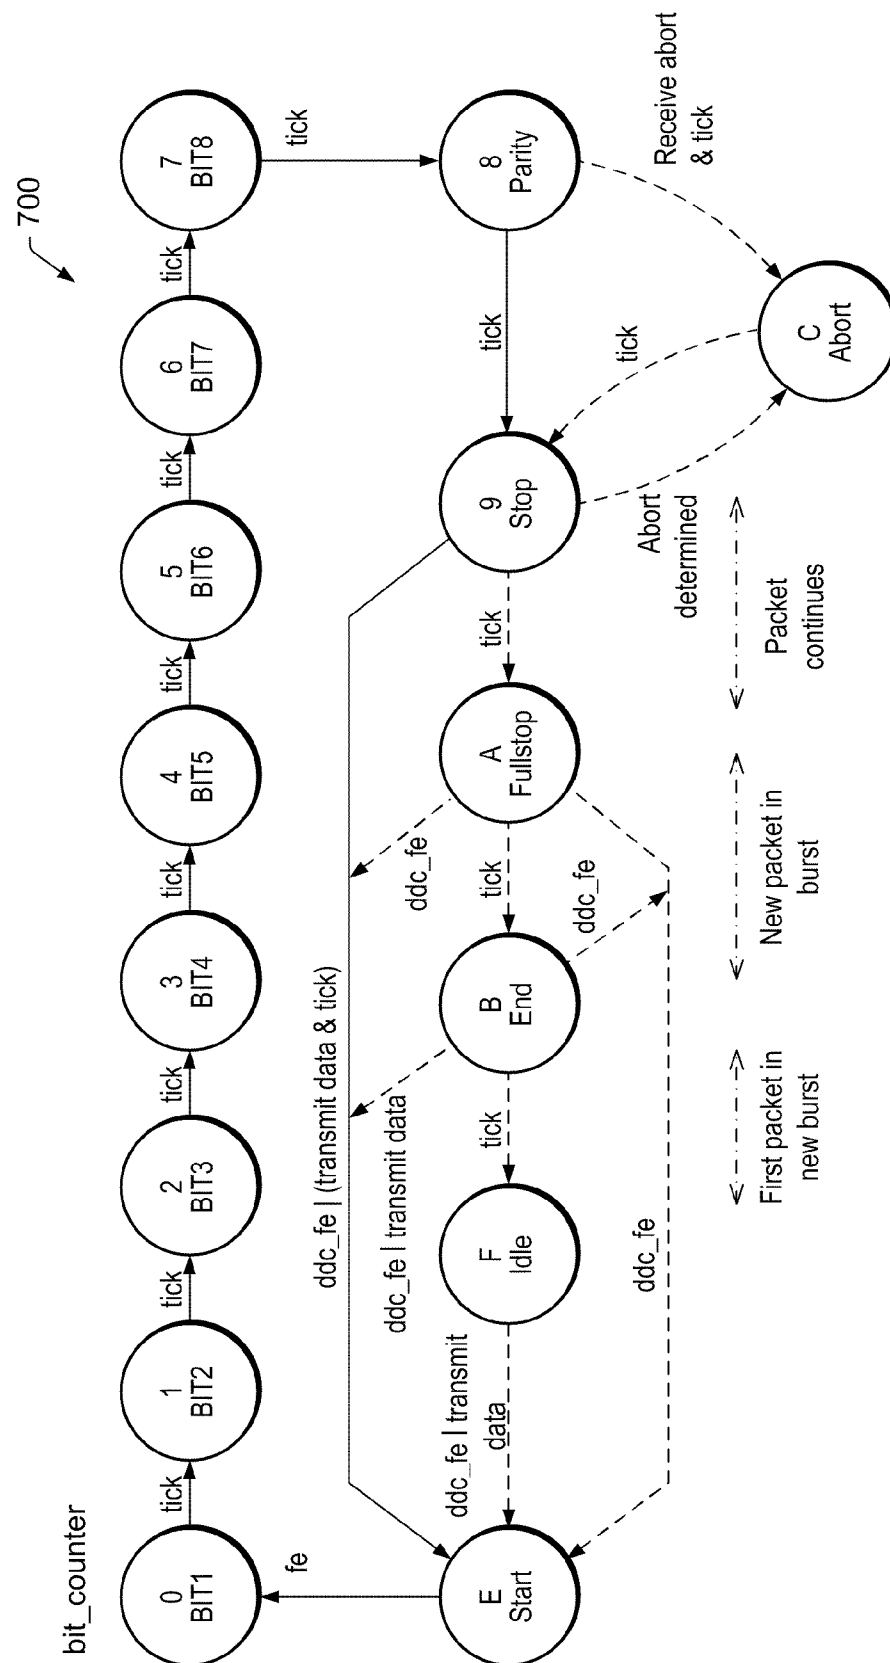 700
bit_counter
0
BIT1
tick
1
BIT2
tick
2
BIT3
tick
3
BIT4
tick
4
BIT5
tick
5
BIT6
tick
6
BIT7
tick
7
BIT8
fe
tick
ddc_fe | (transmit data & tick)
ddc_fe | transmit data
ddc_fe
E
Start
ddc_fe | transmit
data
F
Idle
tick
B
End
tick
A
Fullstop
tick
9
Stop
tick
8
Parity
ddc_fe
ddc_fe
Abort
determined
tick
Receive abort
& tick
C
Abort
First packet in
new burst
New packet in
burst
Packet
continues